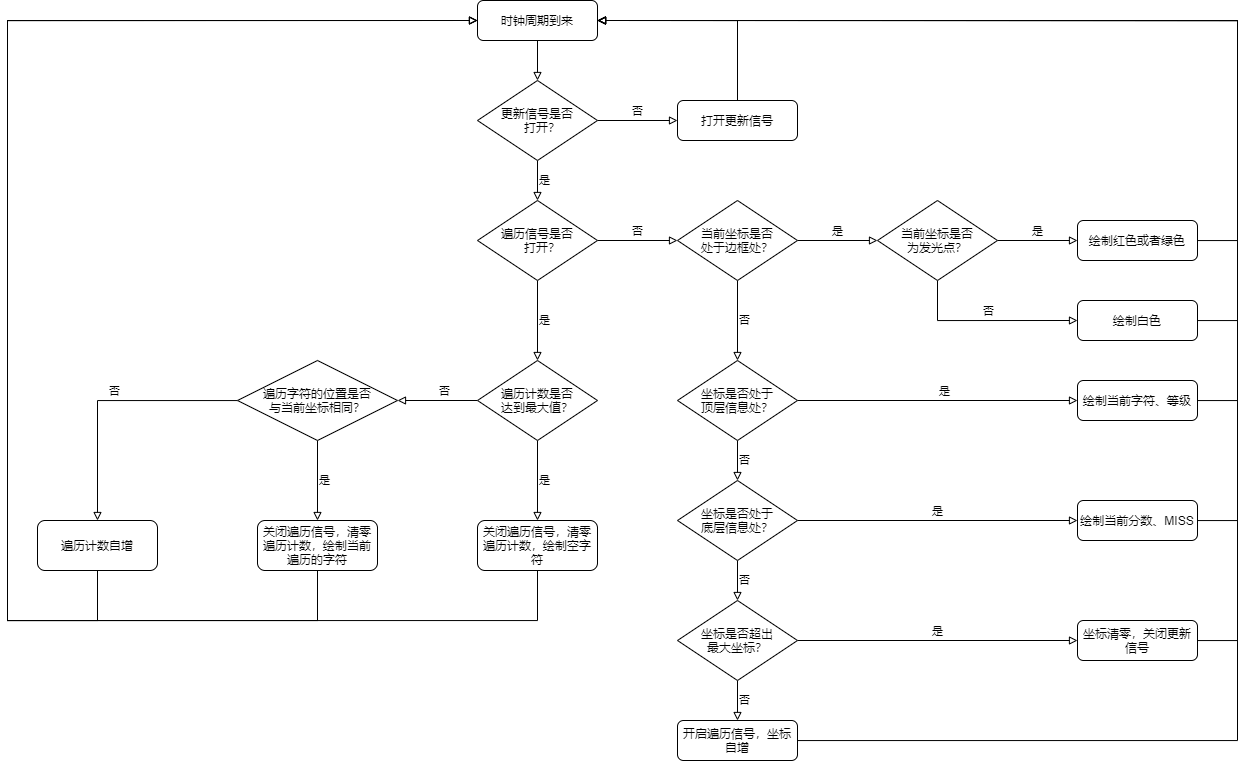 时钟周期到来
更新信号是否
打开？
否
打开更新信号
是
遍历信号是否
打开？
否
当前坐标是否
处于边框处？
是
当前坐标是否
为发光点？
是
绘制红色或者绿色
否
绘制白色
是
否
遍历计数是否
达到最大值？
否
遍历字符的位置是否
与当前坐标相同？
否
坐标是否处于
顶层信息处？
是
绘制当前字符、等级
是
是
否
遍历计数自增
关闭遍历信号，清零
遍历计数，绘制当前
遍历的字符
关闭遍历信号，清零
遍历计数，绘制空字
符
坐标是否处于
底层信息处？
是
绘制当前分数、MISS
否
坐标是否超出
最大坐标？
是
坐标清零，关闭更新
信号
否
开启遍历信号，坐标
自增